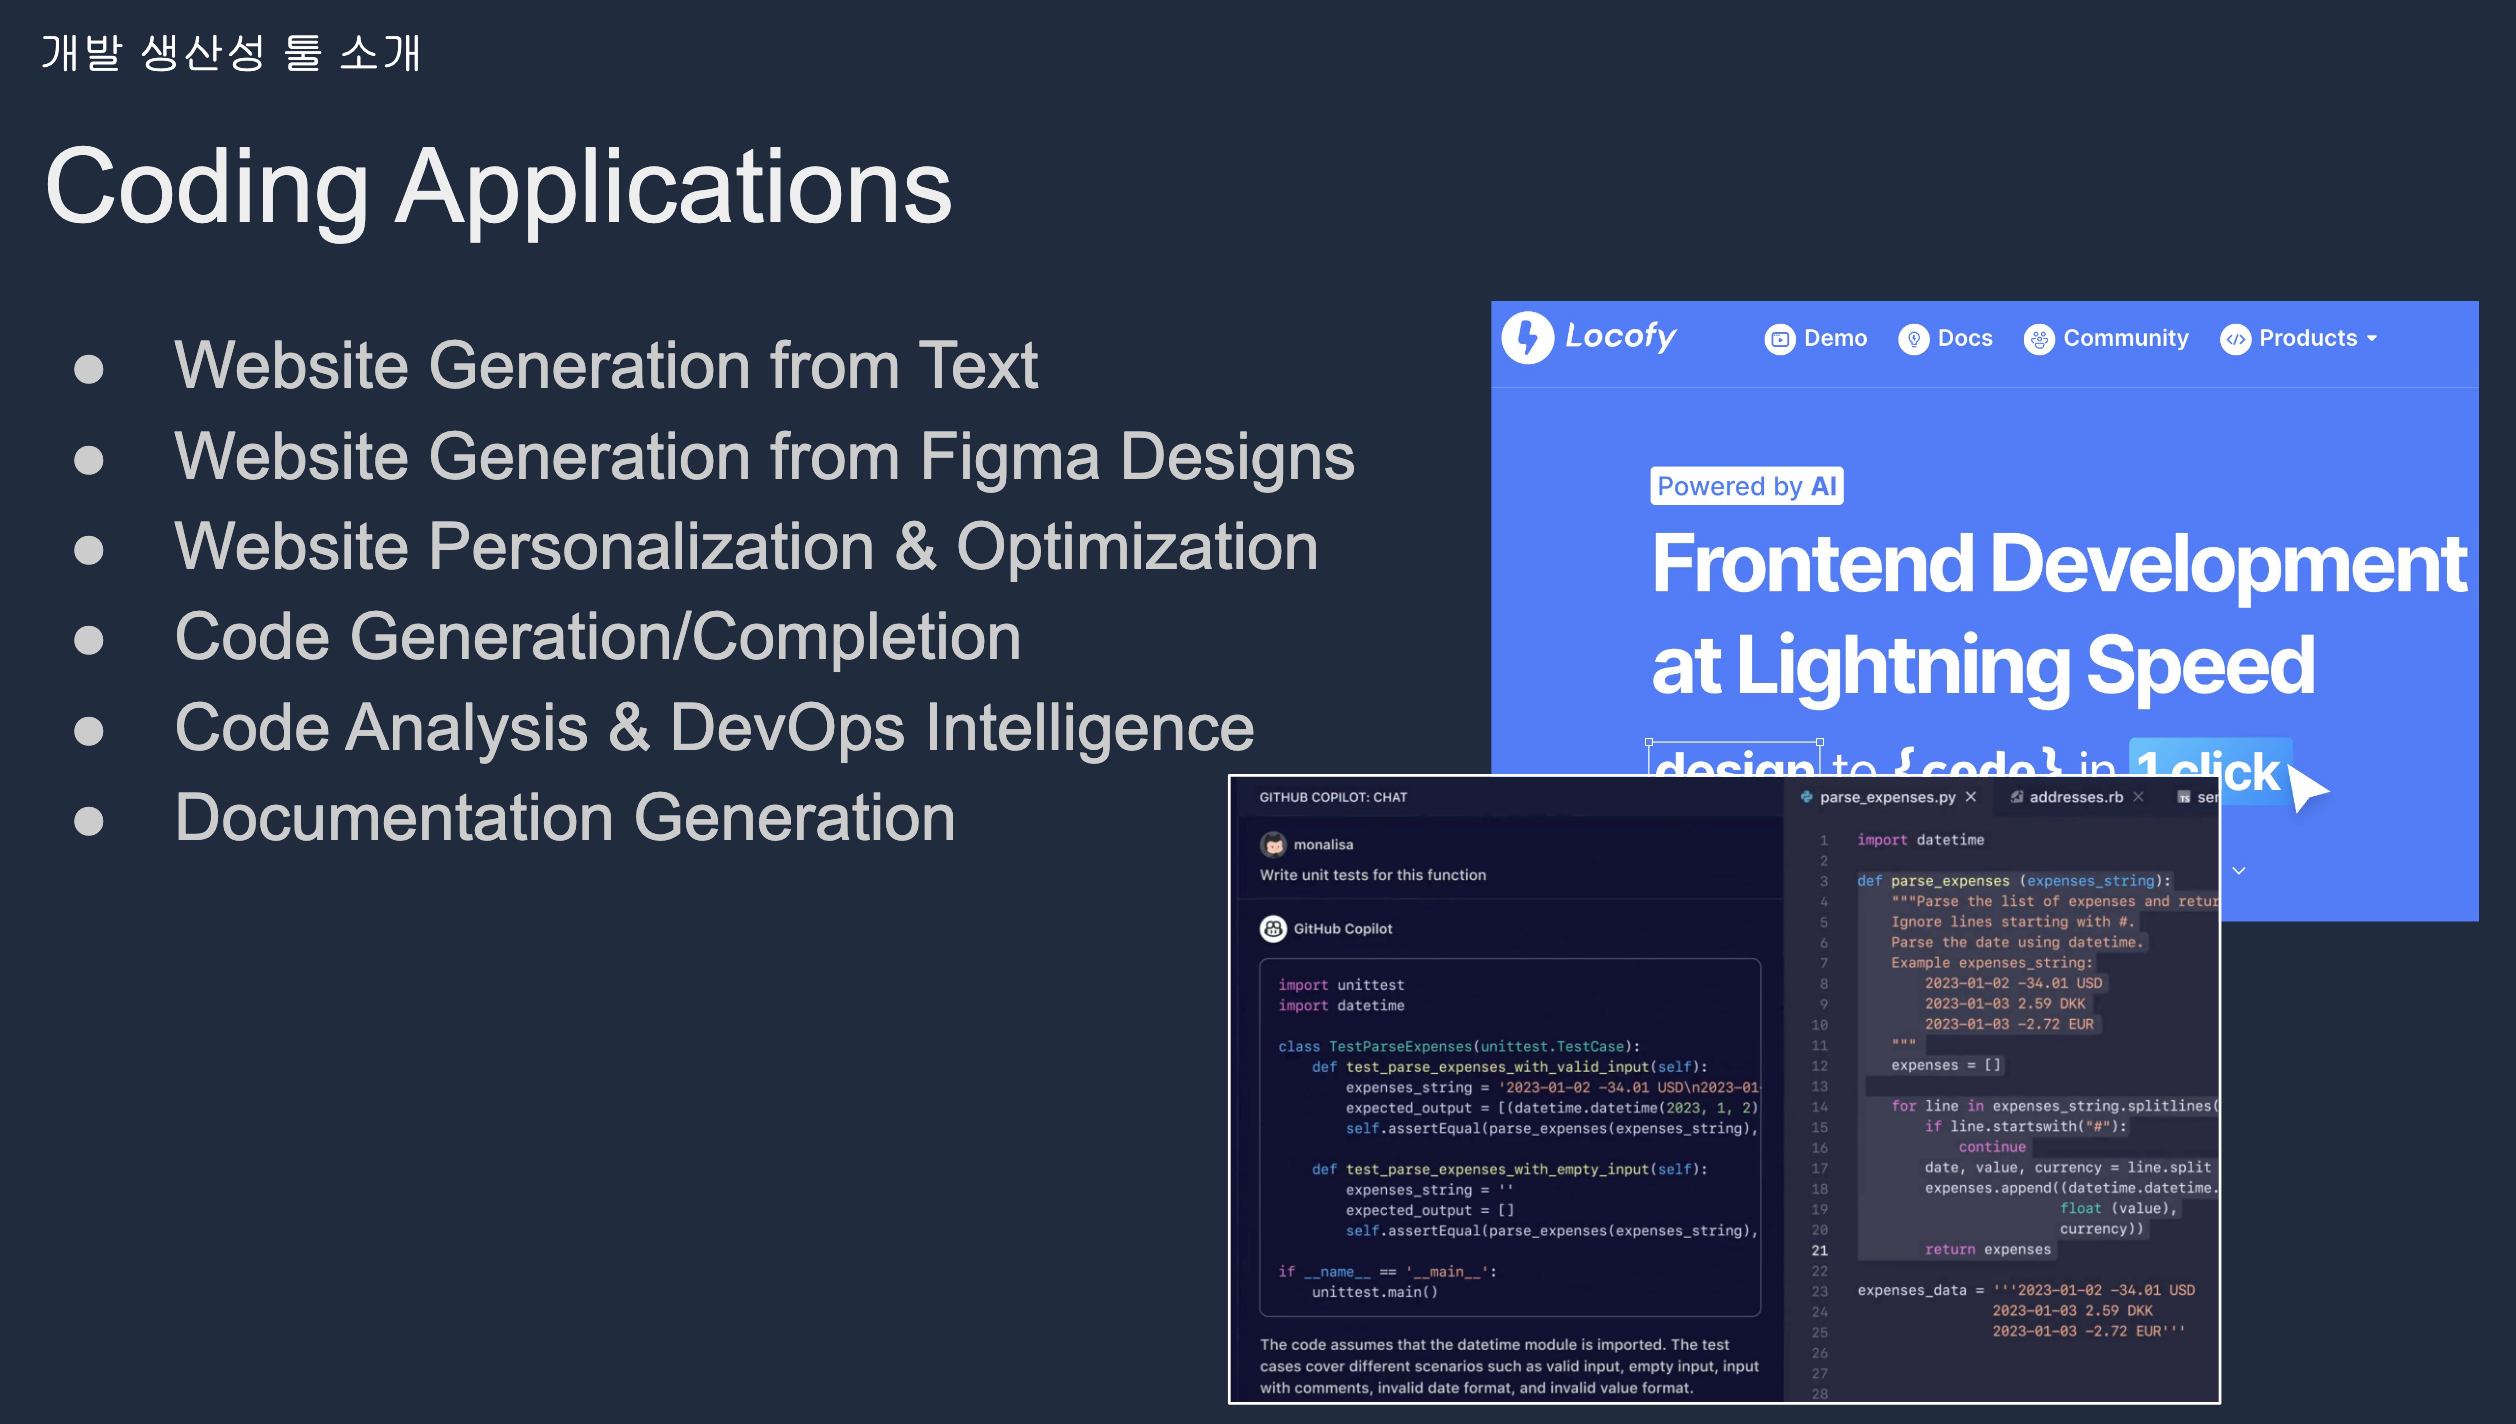 개발 생산성 툴 소개
Coding Applications
● Website Generation from Text
● Website Generation from Figma Designs
● Website Personalization & Optimization
● Code Generation/Completion
● Code Analysis & DevOps Intelligence
● Documentation Generation
Locofy Demo Docs Community Products
Powered by AI
Frontend Development
at Lightning Speed
design to {code} in 1 click
GITHUB COPILOT: CHAT
monalisa
Write unit tests for this function
GitHub Copilot
import unittest
import datetime
class TestParseExpenses(unittest.TestCase):
def test_parse_expenses_with_valid_input(self):
expenses_string = '2023-01-02 -34.01 USD\n2023-01-
expected_output = [(datetime.datetime(2023, 1, 2)
self.assertEqual(parse_expenses(expenses_string),
def test_parse_expenses_with_empty_input(self):
expenses_string = ''
expected_output = []
self.assertEqual(parse_expenses(expenses_string),
if __name__ == '__main__':
unittest.main()
The code assumes that the datetime module is imported. The test
cases cover different scenarios such as valid input, empty input, input
with comments, invalid date format, and invalid value format.
parse_expenses.py × addresses.rb × TS ser
1 import datetime
2
3 def parse_expenses (expenses_string):
4 """Parse the list of expenses and retur
5 Ignore lines starting with #.
6 Parse the date using datetime.
7 Example expenses_string:
8 2023-01-02 -34.01 USD
9 2023-01-03 2.59 DKK
10 2023-01-03 -2.72 EUR
11 """
12 expenses = []
13
14 for line in expenses_string.splitlines(
15 if line.startswith("#"):
16 continue
17 date, value, currency = line.split
18 expenses.append((datetime.datetime.
19 float (value),
20 currency))
21 return expenses
22
23 expenses_data = '''2023-01-02 -34.01 USD
24 2023-01-03 2.59 DKK
25 2023-01-03 -2.72 EUR'''
26
27
28